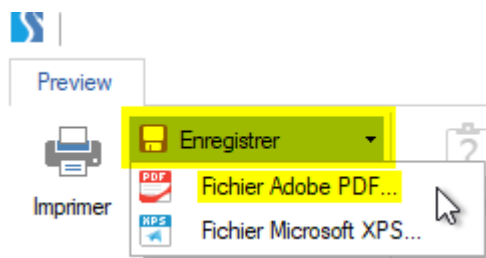 Preview
Enregistrer
?
PDF
Fichier Adobe PDF...
Imprimer
XPS
Fichier Microsoft XPS...